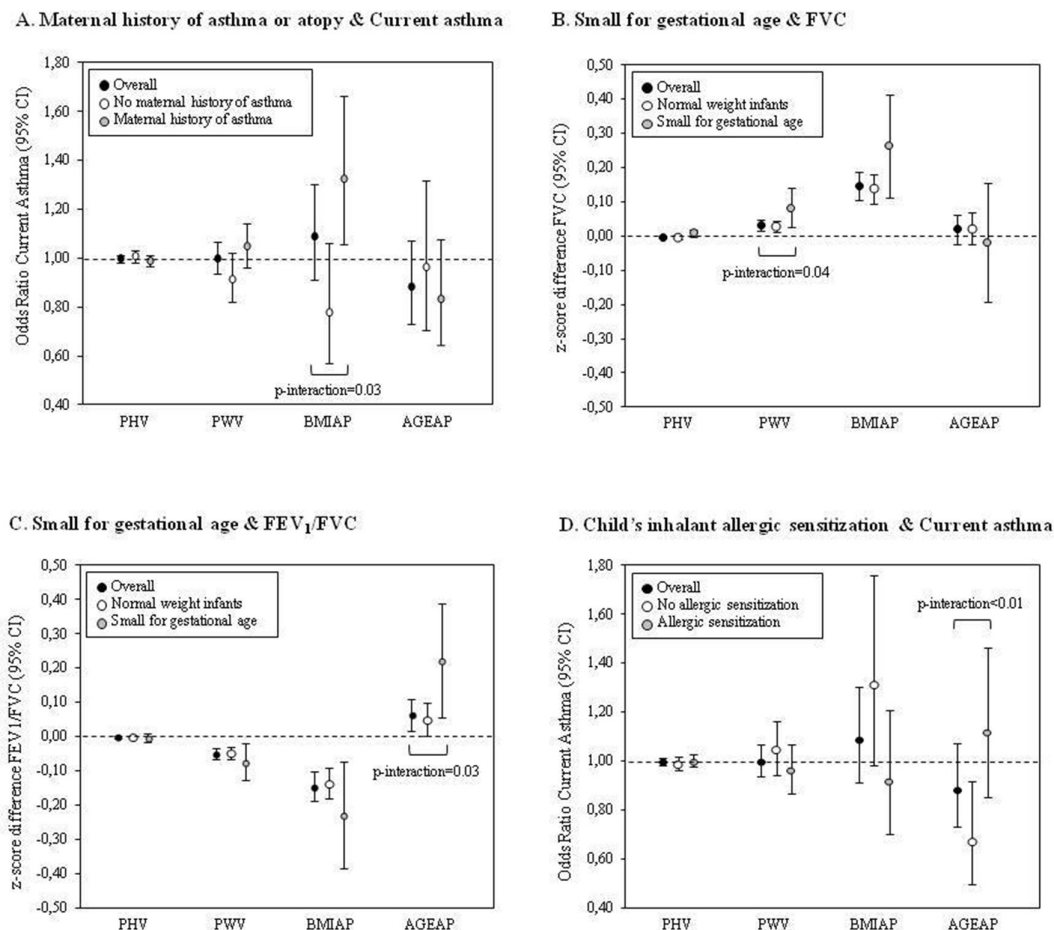 A. Maternal history of asthma or atopy & Current asthma
Odds Ratio Current Asthma (95% CI)
1,80
1,60
1,40
1,20
1,00
0,80
0,60
0,40
Overall
No maternal history of asthma
Maternal history of asthma
p-interaction=0.03
PHV PWV BMIAP AGEAP
B. Small for gestational age & FVC
z-score difference FVC (95% CI)
0,50
0,40
0,30
0,20
0,10
0,00
-0,10
-0,20
-0,30
-0,40
-0,50
Overall
Normal weight infants
Small for gestational age
p-interaction=0.04
PHV PWV BMIAP AGEAP
C. Small for gestational age & FEV₁/FVC
z-score difference FEV1/FVC (95% CI)
0,50
0,40
0,30
0,20
0,10
0,00
-0,10
-0,20
-0,30
-0,40
-0,50
Overall
Normal weight infants
Small for gestational age
p-interaction=0.03
PHV PWV BMIAP AGEAP
D. Child's inhalant allergic sensitization & Current asthma
Odds Ratio Current Asthma (95% CI)
1,80
1,60
1,40
1,20
1,00
0,80
0,60
0,40
Overall
No allergic sensitization
Allergic sensitization
p-interaction<0.01
PHV PWV BMIAP AGEAP